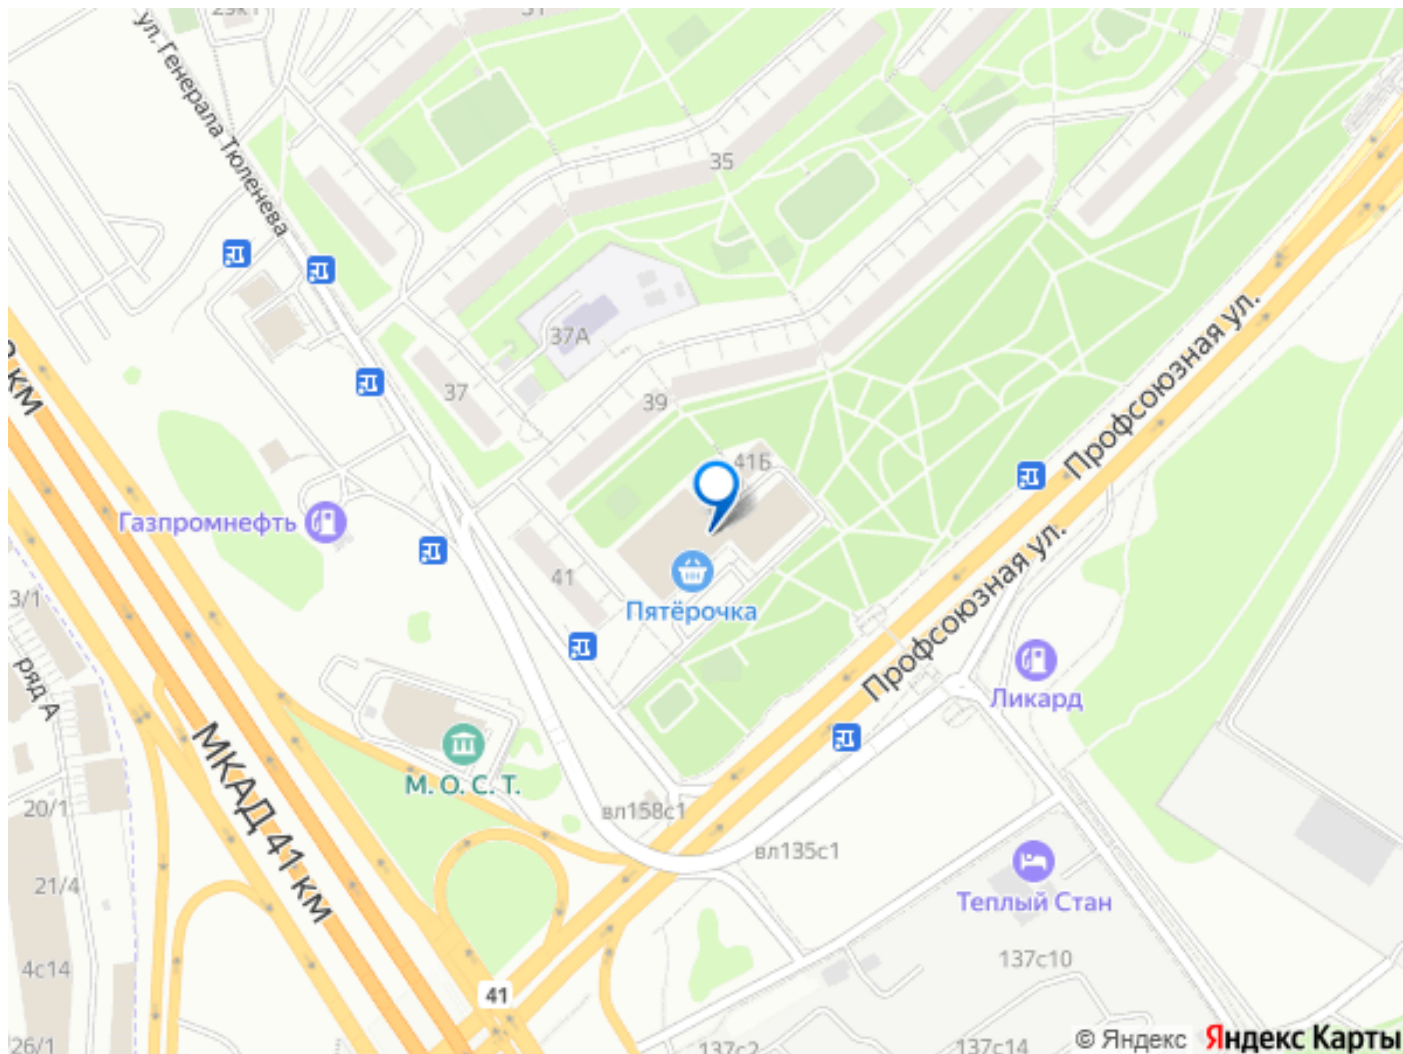 ул. Генерала Тюленева
35
37А
37
39
41Б
Профсоюзная ул.
Газпромнефть
41
Пятёрочка
Профсоюзная ул.
3/1
ряд А
Ликард
М. О. С. Т.
МКАД 41 км
20/1
вл158с1
вл135с1
21/4
Теплый Стан
4с14
137с10
41
26/1
137с2
137с14
© Яндекс
Яндекс Карты